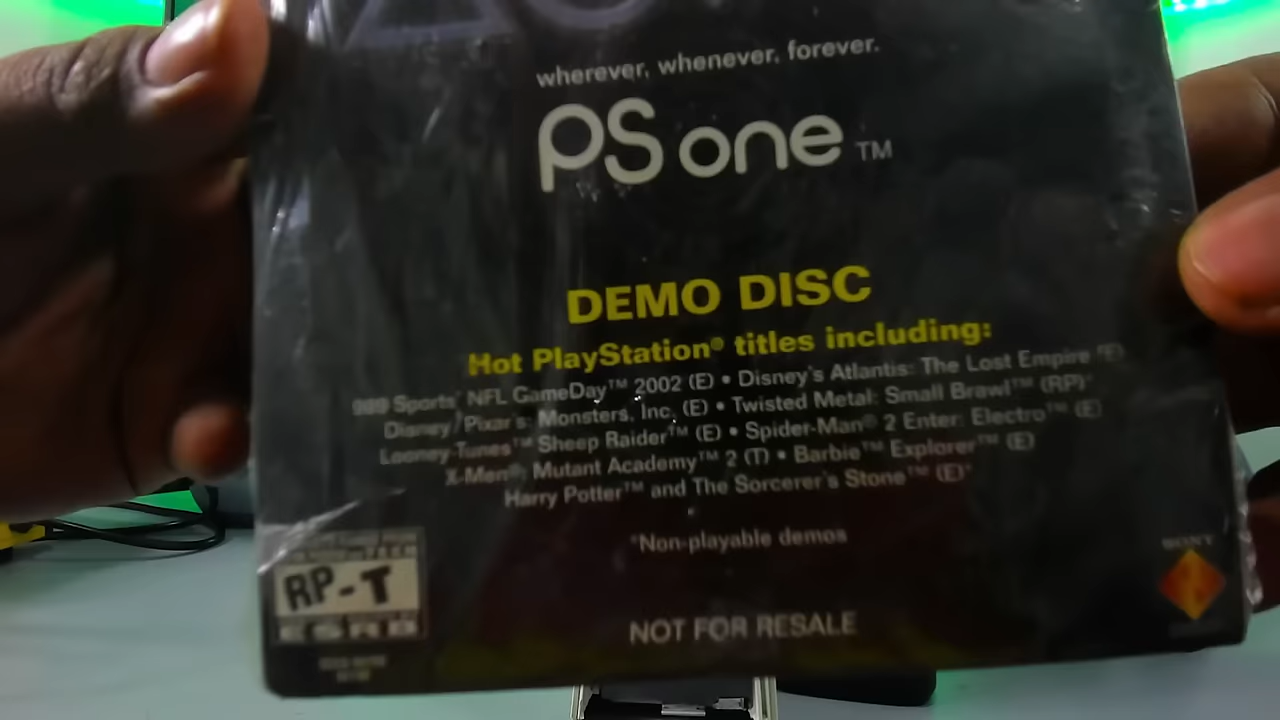 wherever. whenever. forever.
PS one ™
DEMO DISC
Hot PlayStation® titles including:
989 Sports' NFL GameDay™ 2002 (E) • Disney's Atlantis: The Lost Empire (E)
Disney/Pixar's Monsters, Inc. (E) • Twisted Metal: Small Brawl™ (RP)*
Looney Tunes™ Sheep Raider™ (E) • Spider-Man® 2 Enter: Electro™ (E)
X-Men® Mutant Academy™ 2 (T) • Barbie™ Explorer™ (E)
Harry Potter™ and The Sorcerer's Stone™ (E)*
*Non-playable demos
RP-T
ESRB
NOT FOR RESALE
SONY